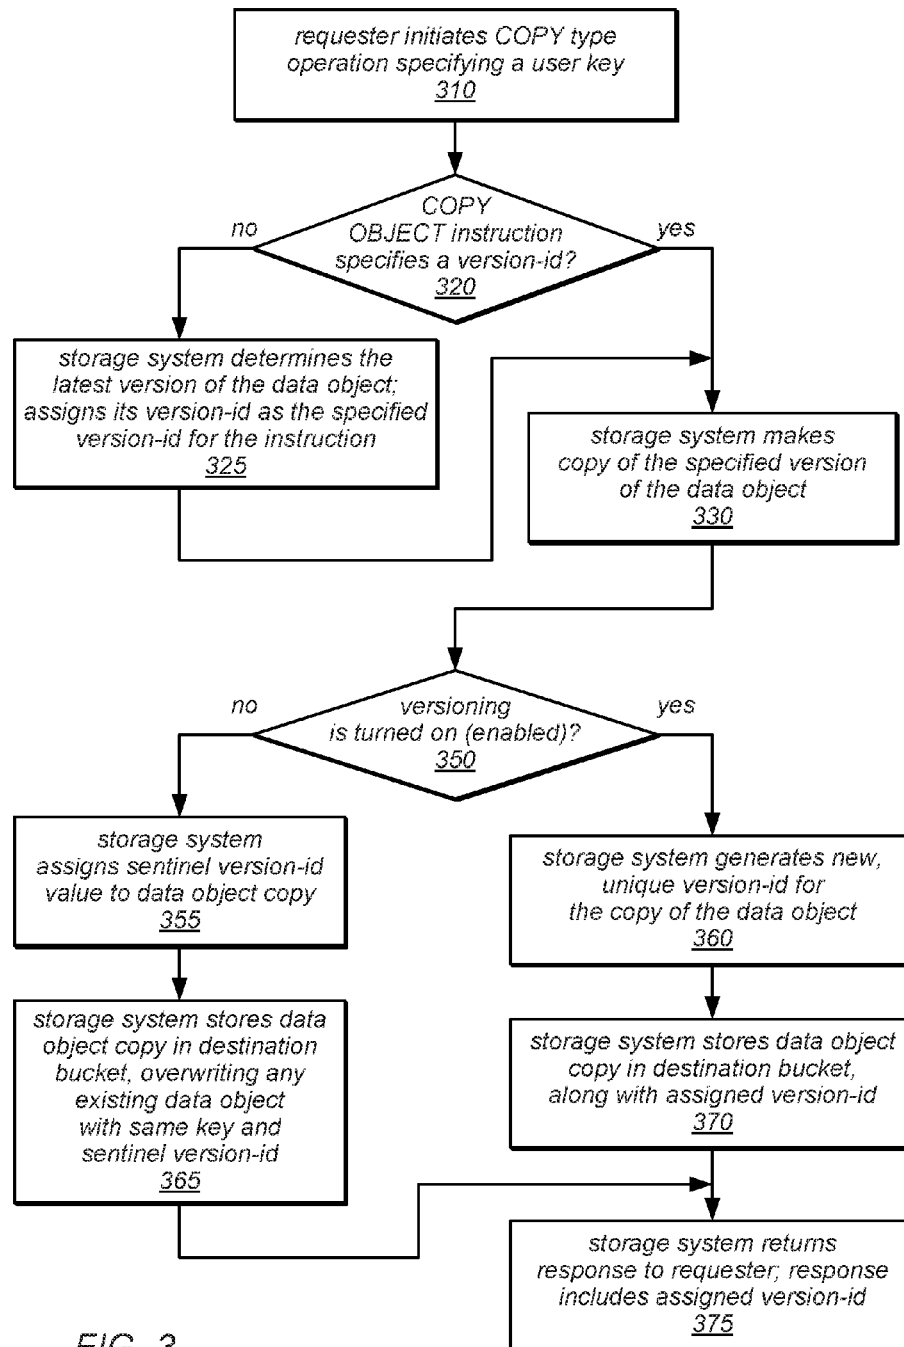 requester initiates COPY type
operation specifying a user key
310
COPY
OBJECT instruction
specifies a version-id?
320
no
yes
storage system determines the
latest version of the data object;
assigns its version-id as the specified
version-id for the instruction
325
storage system makes
copy of the specified version
of the data object
330
versioning
is turned on (enabled)?
350
no
yes
storage system
assigns sentinel version-id
value to data object copy
355
storage system generates new,
unique version-id for
the copy of the data object
360
storage system stores data
object copy in destination
bucket, overwriting any
existing data object
with same key and
sentinel version-id
365
storage system stores data object
copy in destination bucket,
along with assigned version-id
370
storage system returns
response to requester; response
includes assigned version-id
375
FIG. 3